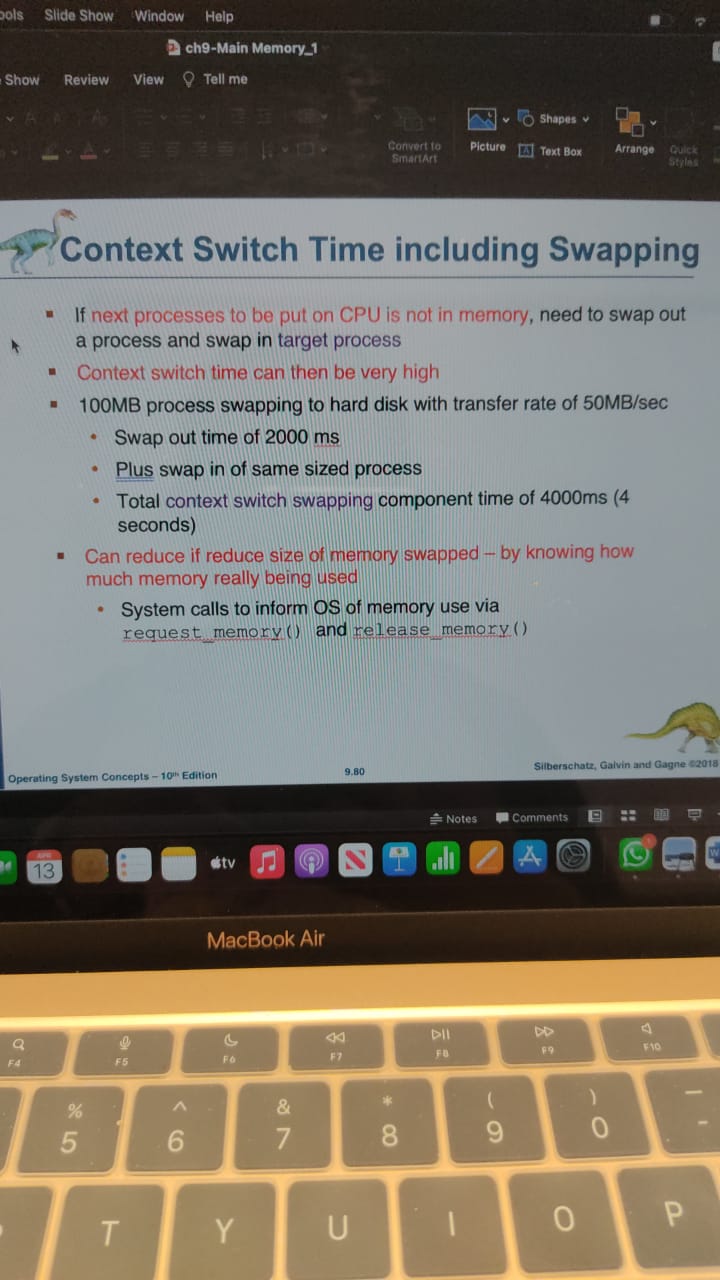 ools Slide Show Window Help
ch9-Main Memory_1
Show Review View Tell me
Convert to SmartArt
Picture
Shapes
Text Box
Arrange
Quick Styles
Context Switch Time including Swapping
If next processes to be put on CPU is not in memory, need to swap out
a process and swap in target process
Context switch time can then be very high
100MB process swapping to hard disk with transfer rate of 50MB/sec
Swap out time of 2000 ms
Plus swap in of same sized process
Total context switch swapping component time of 4000ms (4
seconds)
Can reduce if reduce size of memory swapped – by knowing how
much memory really being used
System calls to inform OS of memory use via
request_memory() and release_memory()
Operating System Concepts – 10th Edition
9.80
Silberschatz, Galvin and Gagne ©2018
Notes Comments
APR
13
tv
MacBook Air
F4 F5 F6 F7 F8 F9 F10
% ^ & * ( )
5 6 7 8 9 0
T Y U I O P